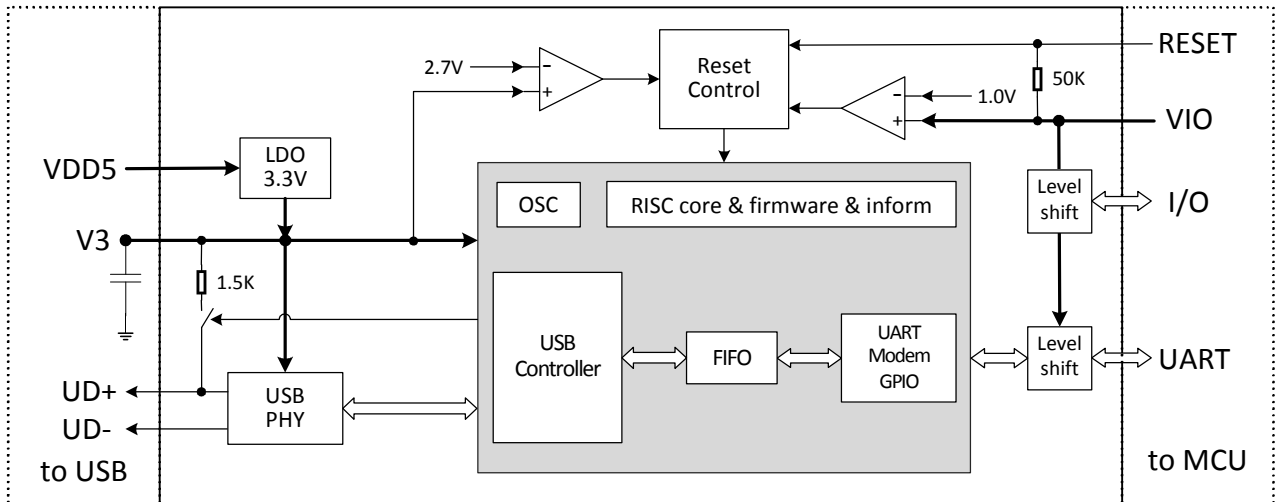 RESET
2.7V
−
+
Reset
Control
50K
−
1.0V
+
VIO
VDD5
LDO
3.3V
OSC
RISC core & firmware & inform
Level
shift
I/O
V3
1.5K
USB
Controller
FIFO
UART
Modem
GPIO
Level
shift
UART
UD+
USB
PHY
UD-
to USB
to MCU